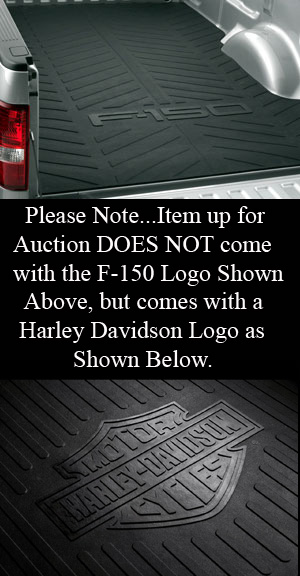 F-150
Please Note...Item up for
Auction DOES NOT come
with the F-150 Logo Shown
Above, but comes with a
Harley Davidson Logo as
Shown Below.
MOTOR
HARLEY-DAVIDSON
CYCLES